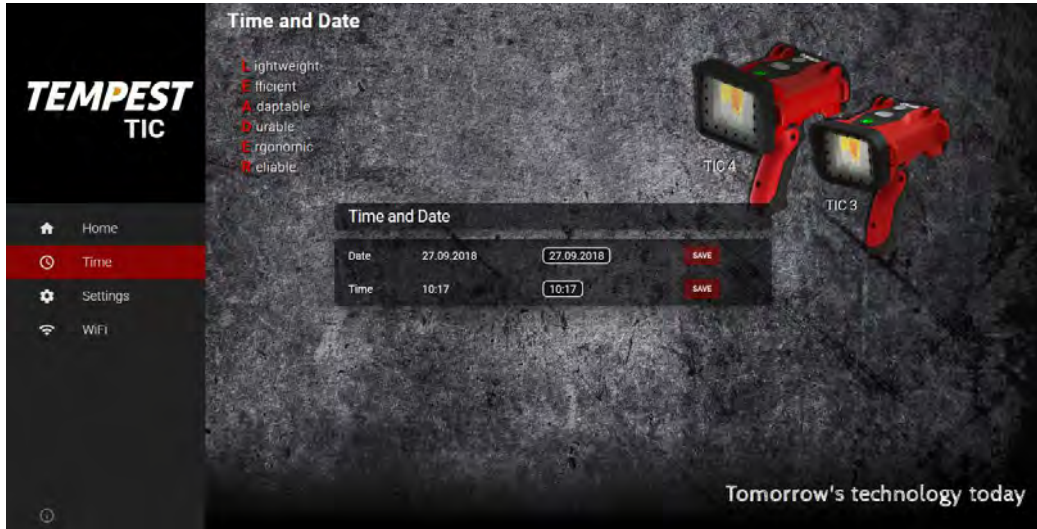 TEMPEST
TIC
Home
Time
Settings
WiFi
Time and Date
Lightweight
Efficient
Adaptable
Durable
Ergonomic
Reliable
TIC 4
TIC 3
Time and Date
Date 27.09.2018 27.09.2018 SAVE
Time 10:17 10:17 SAVE
Tomorrow's technology today